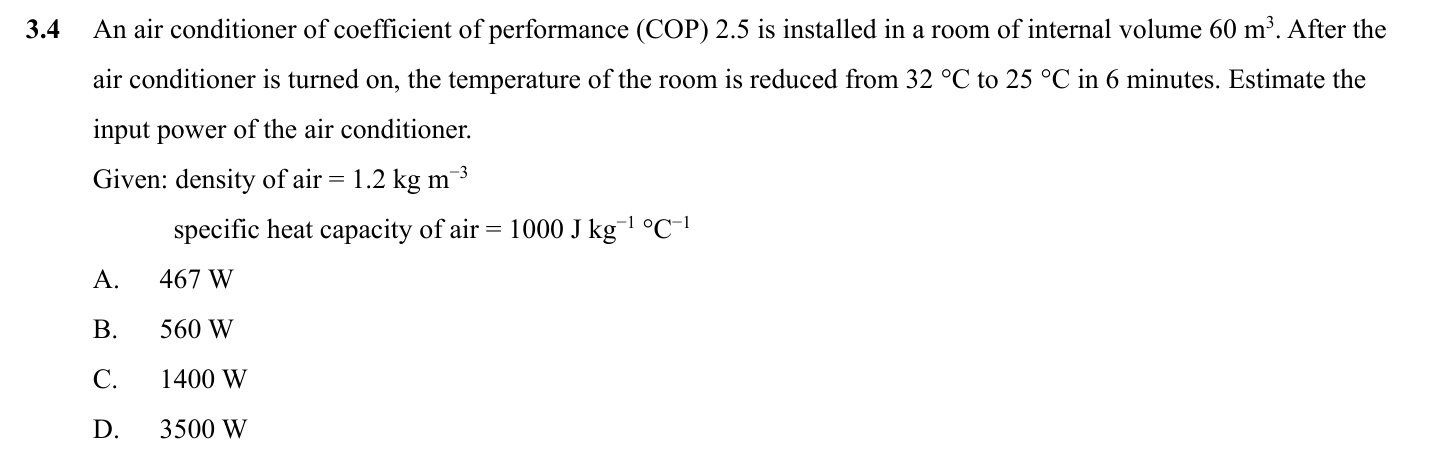 3.4 An air conditioner of coefficient of performance (COP) 2.5 is installed in a room of internal volume 60 m³. After the
air conditioner is turned on, the temperature of the room is reduced from 32 °C to 25 °C in 6 minutes. Estimate the
input power of the air conditioner.
Given: density of air = 1.2 kg m⁻³
specific heat capacity of air = 1000 J kg⁻¹ °C⁻¹
A. 467 W
B. 560 W
C. 1400 W
D. 3500 W